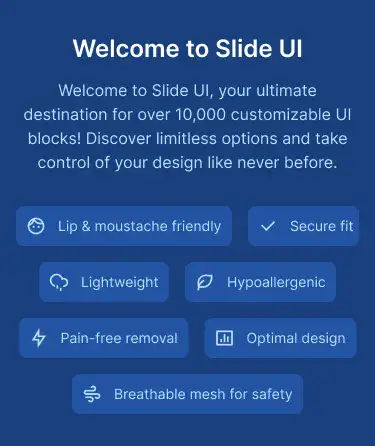 Welcome to Slide UI
Welcome to Slide UI, your ultimate
destination for over 10,000 customizable UI
blocks! Discover limitless options and take
control of your design like never before.
Lip & moustache friendly
Secure fit
Lightweight
Hypoallergenic
Pain-free removal
Optimal design
Breathable mesh for safety